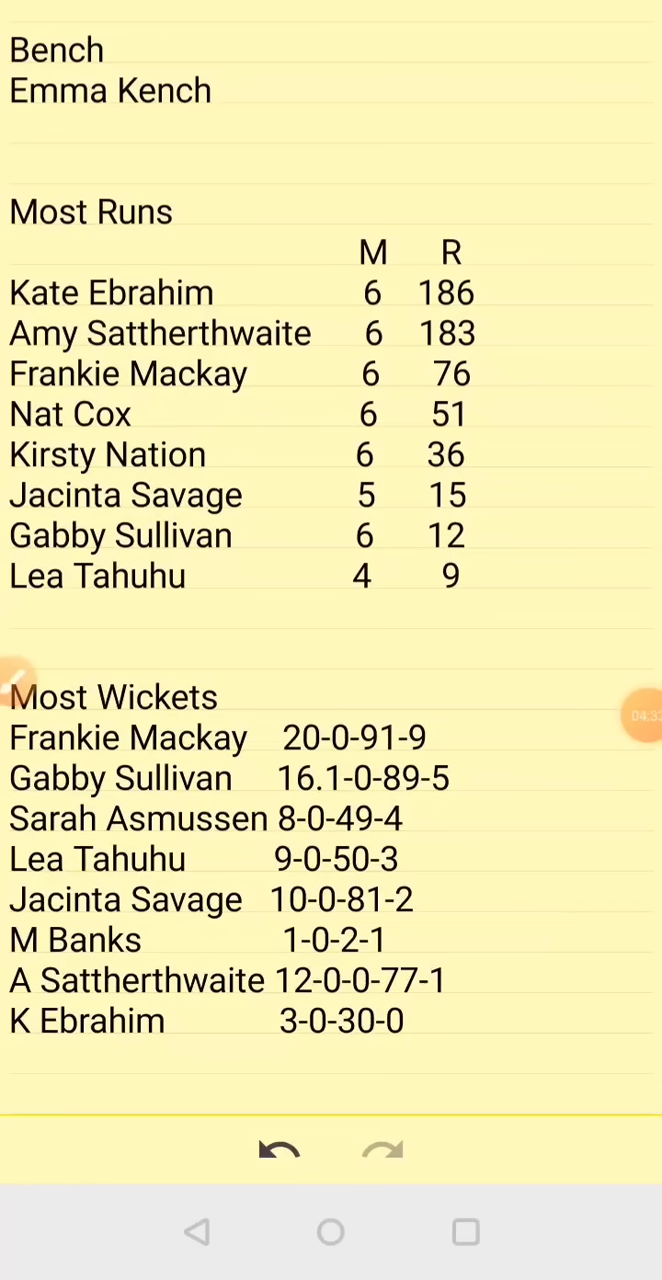 Bench
Emma Kench
Most Runs
M R
Kate Ebrahim 6 186
Amy Sattherthwaite 6 183
Frankie Mackay 6 76
Nat Cox 6 51
Kirsty Nation 6 36
Jacinta Savage 5 15
Gabby Sullivan 6 12
Lea Tahuhu 4 9
Most Wickets
Frankie Mackay 20-0-91-9
Gabby Sullivan 16.1-0-89-5
Sarah Asmussen 8-0-49-4
Lea Tahuhu 9-0-50-3
Jacinta Savage 10-0-81-2
M Banks 1-0-2-1
A Sattherthwaite 12-0-0-77-1
K Ebrahim 3-0-30-0